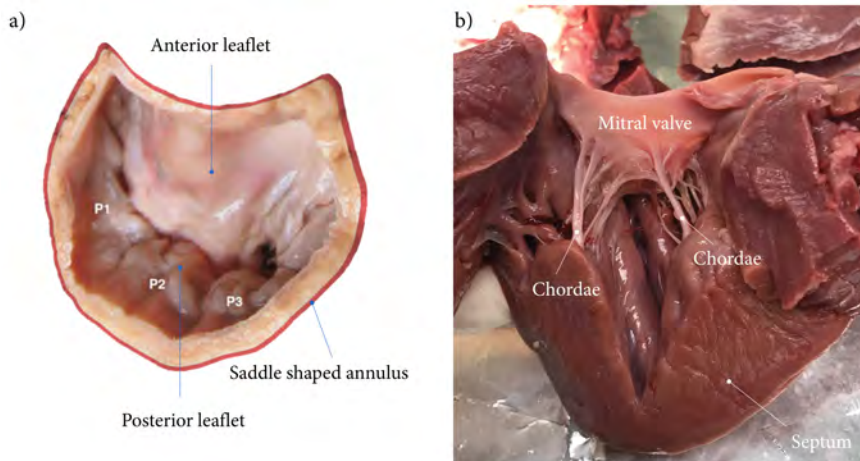 a)
Anterior leaflet
P1
P2
P3
Saddle shaped annulus
Posterior leaflet
b)
Mitral valve
Chordae
Chordae
Septum